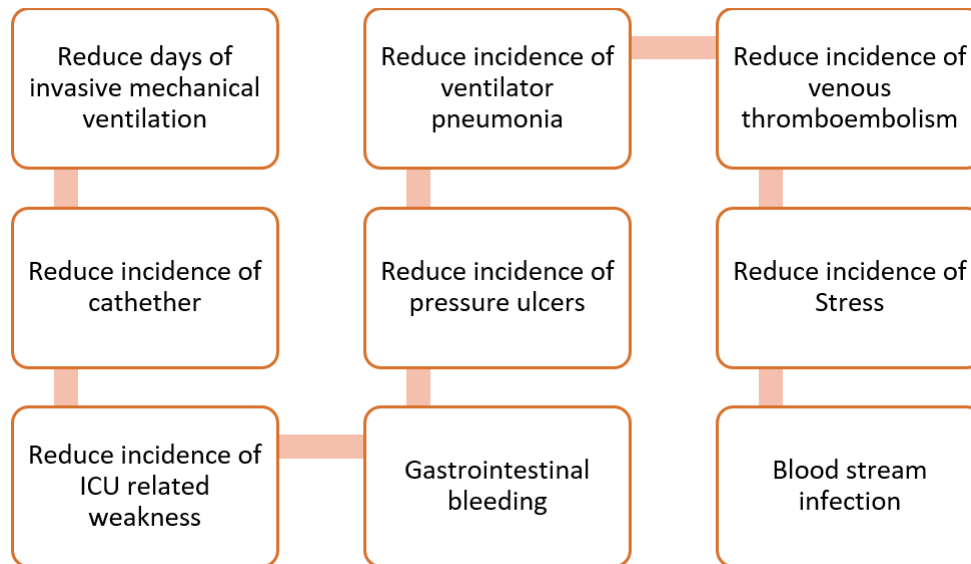 Reduce days of
invasive mechanical
ventilation
Reduce incidence of
cathether
Reduce incidence of
ICU related
weakness
Gastrointestinal
bleeding
Reduce incidence of
pressure ulcers
Reduce incidence of
ventilator
pneumonia
Reduce incidence of
venous
thromboembolism
Reduce incidence of
Stress
Blood stream
infection